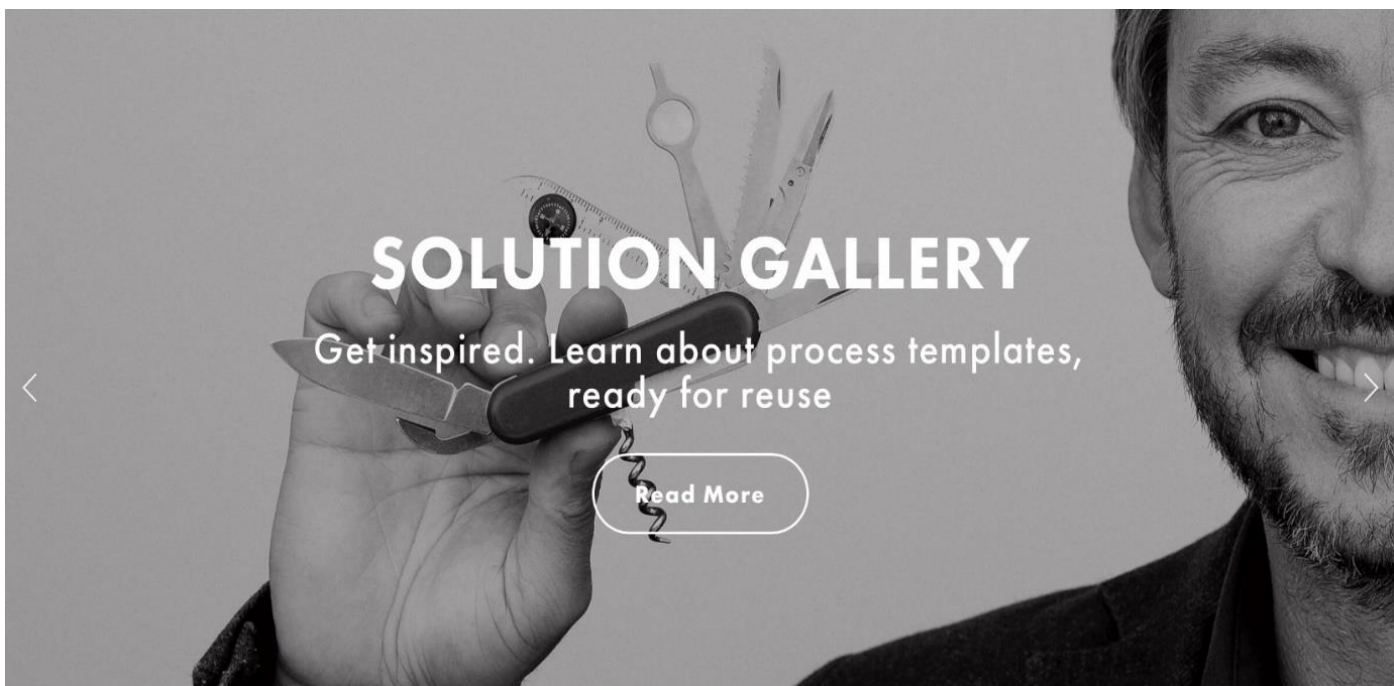 SOLUTION GALLERY
Get inspired. Learn about process templates,
ready for reuse
Read More